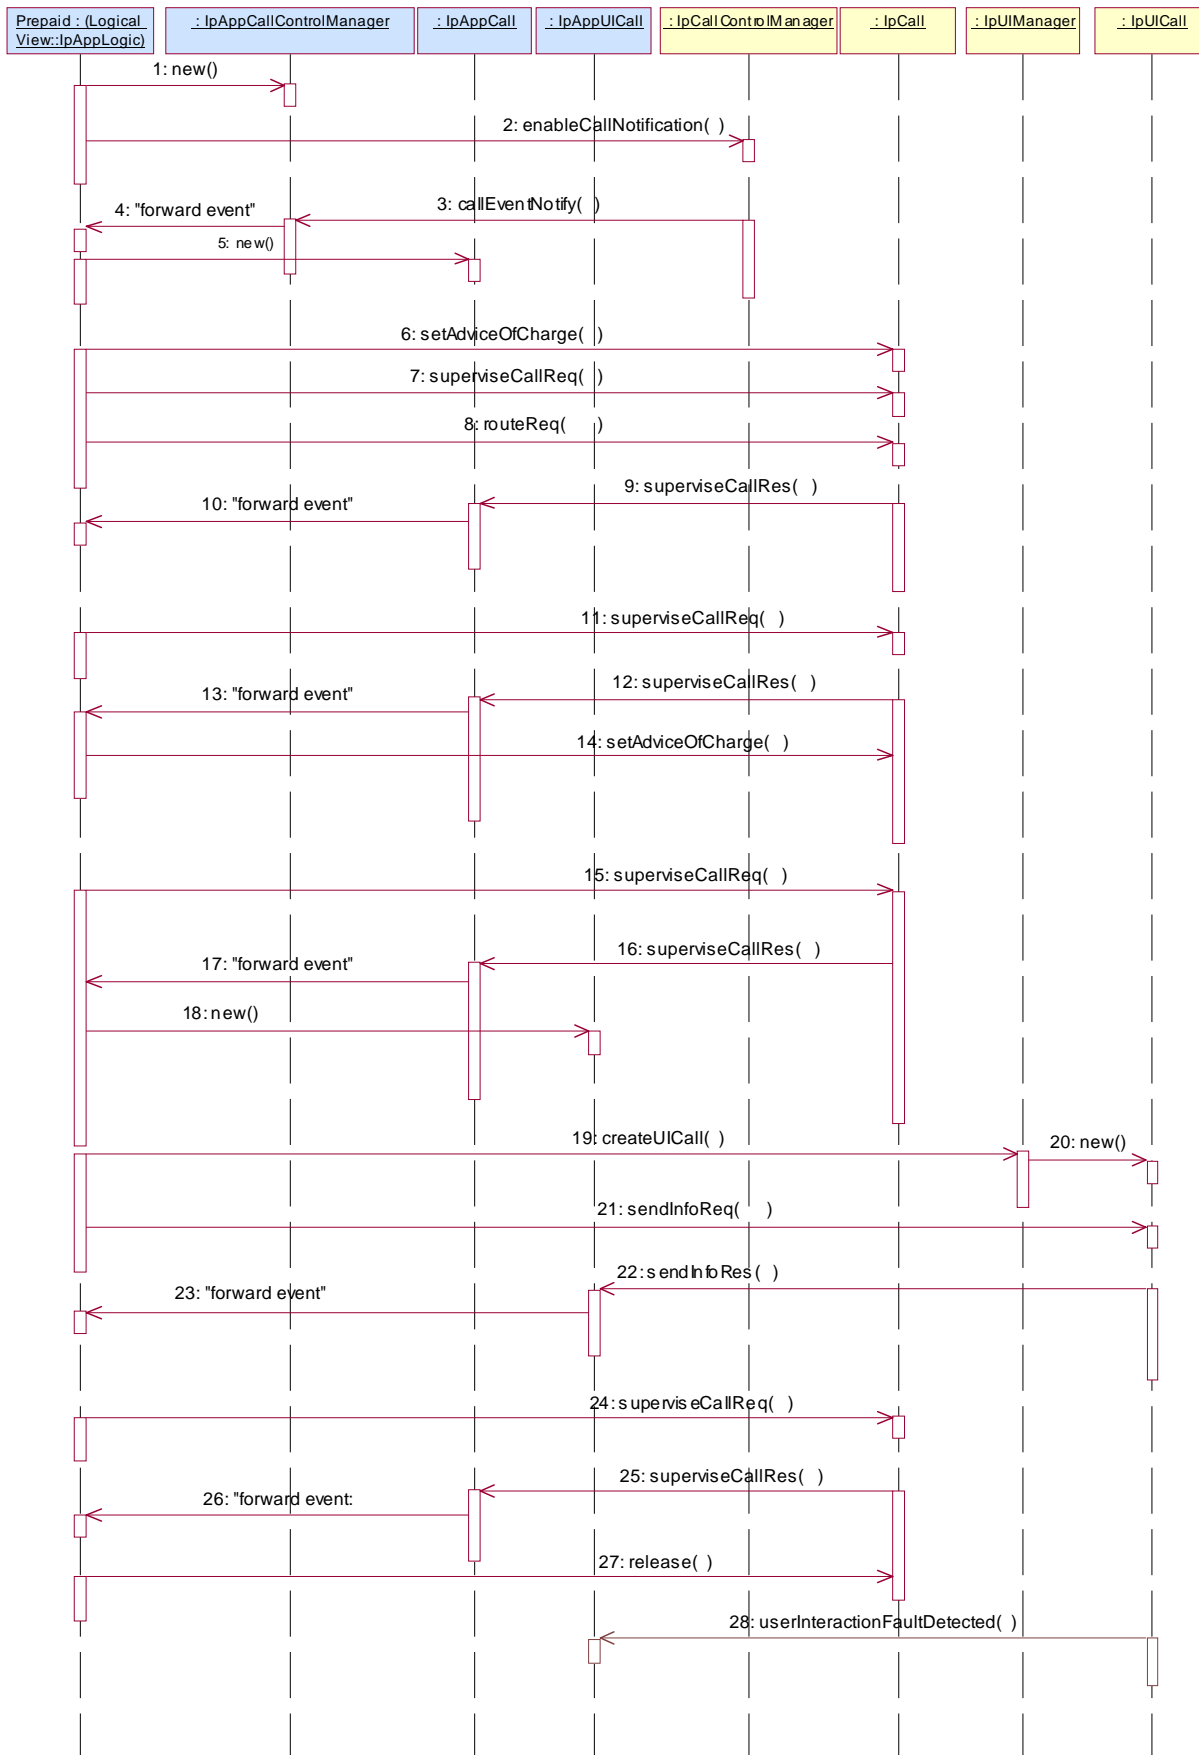 Prepaid : (Logical
View::IpAppLogic)
: IpAppCallControlManager
: IpAppCall
: IpAppUICall
: IpCallControlManager
: IpCall
: IpUIManager
: IpUICall
1: new()
2: enableCallNotification( )
3: callEventNotify( )
4: "forward event"
5: new()
6: setAdviceOfCharge( )
7: superviseCallReq( )
8: routeReq( )
9: superviseCallRes( )
10: "forward event"
11: superviseCallReq( )
12: superviseCallRes( )
13: "forward event"
14: setAdviceOfCharge( )
15: superviseCallReq( )
16: superviseCallRes( )
17: "forward event"
18: new()
19: createUICall( )
20: new()
21: sendInfoReq( )
22: sendInfoRes( )
23: "forward event"
24: superviseCallReq( )
25: superviseCallRes( )
26: "forward event:
27: release( )
28: userInteractionFaultDetected( )